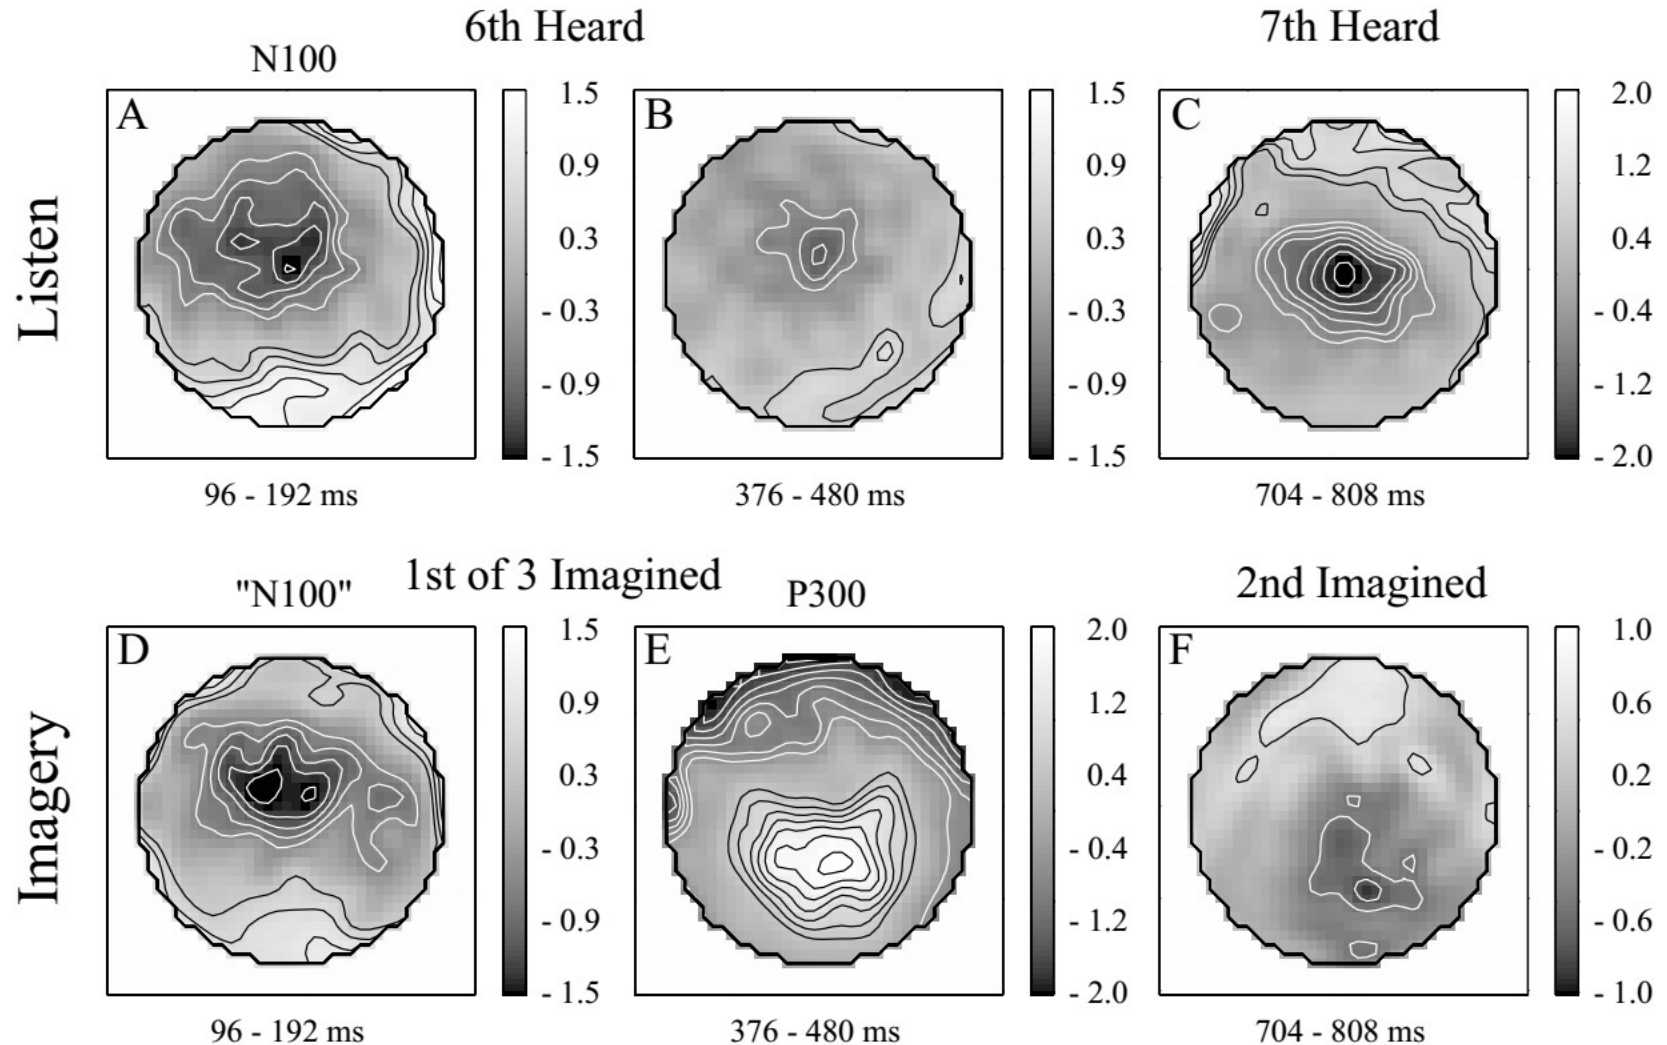 6th Heard
7th Heard
N100
Listen
A
1.5
0.9
0.3
- 0.3
- 0.9
- 1.5
96 - 192 ms
B
1.5
0.9
0.3
- 0.3
- 0.9
- 1.5
376 - 480 ms
C
2.0
1.2
0.4
- 0.4
- 1.2
- 2.0
704 - 808 ms
1st of 3 Imagined
2nd Imagined
"N100"
P300
Imagery
D
1.5
0.9
0.3
- 0.3
- 0.9
- 1.5
96 - 192 ms
E
2.0
1.2
0.4
- 0.4
- 1.2
- 2.0
376 - 480 ms
F
1.0
0.6
0.2
- 0.2
- 0.6
- 1.0
704 - 808 ms